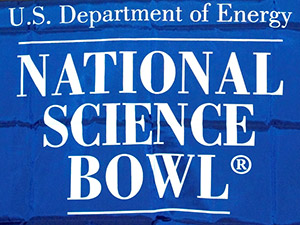 U.S. Department of Energy
NATIONAL
SCIENCE
BOWL®